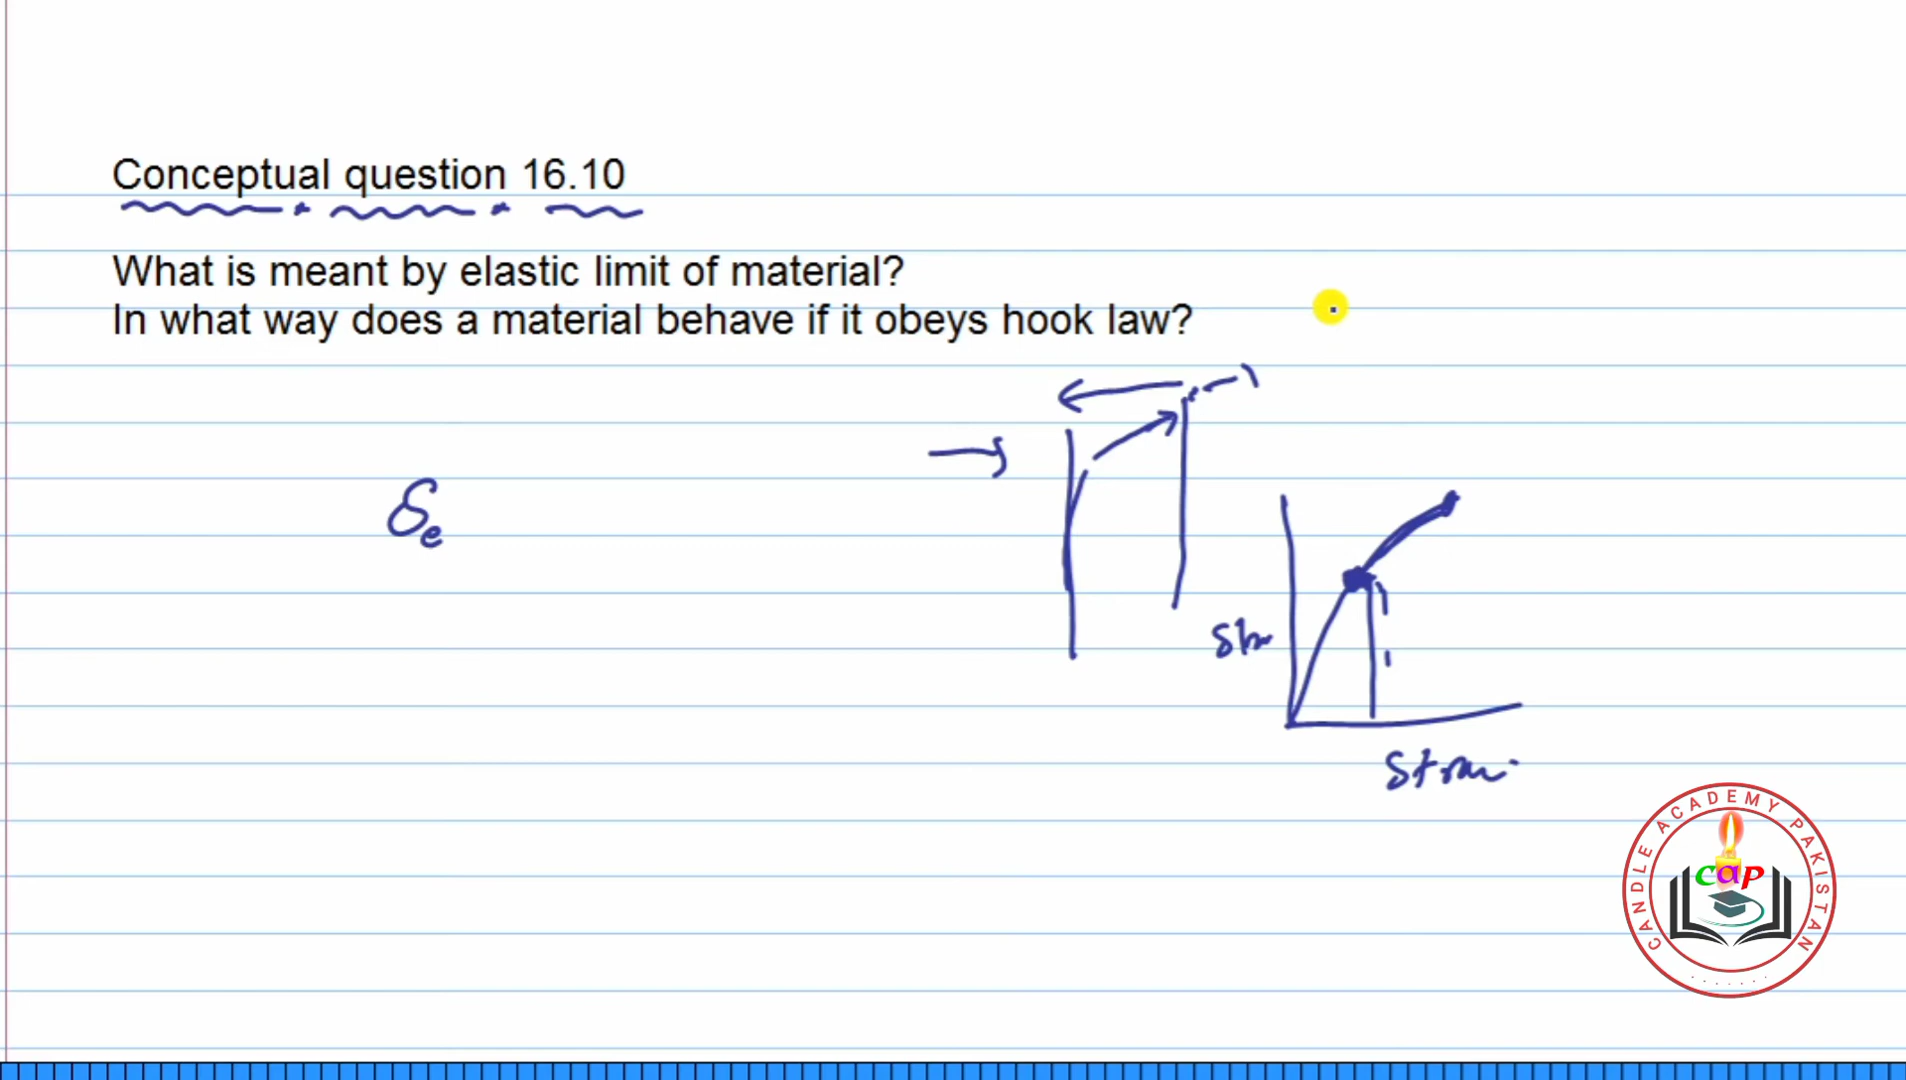 Conceptual question 16.10
What is meant by elastic limit of material?
In what way does a material behave if it obeys hook law?
CANDLE ACADEMY PAKISTAN
cap